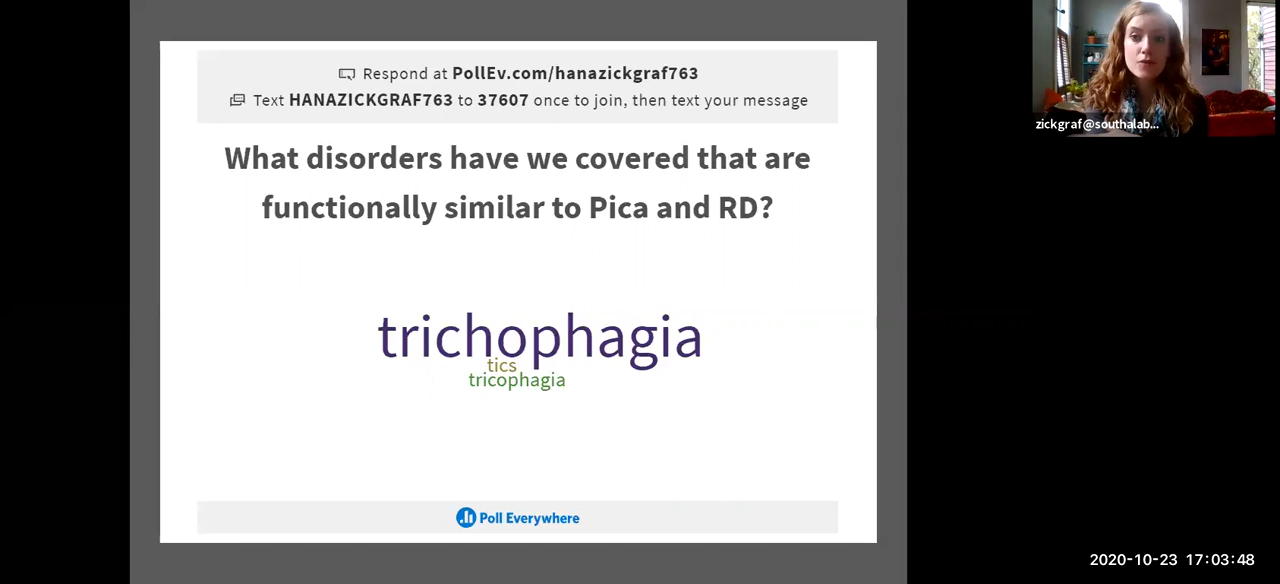 Respond at PollEv.com/hanazickgraf763
Text HANAZICKGRAF763 to 37607 once to join, then text your message
What disorders have we covered that are
functionally similar to Pica and RD?
trichophagia
tics
tricophagia
Poll Everywhere
zickgraf@southalab...
2020-10-23 17:03:48